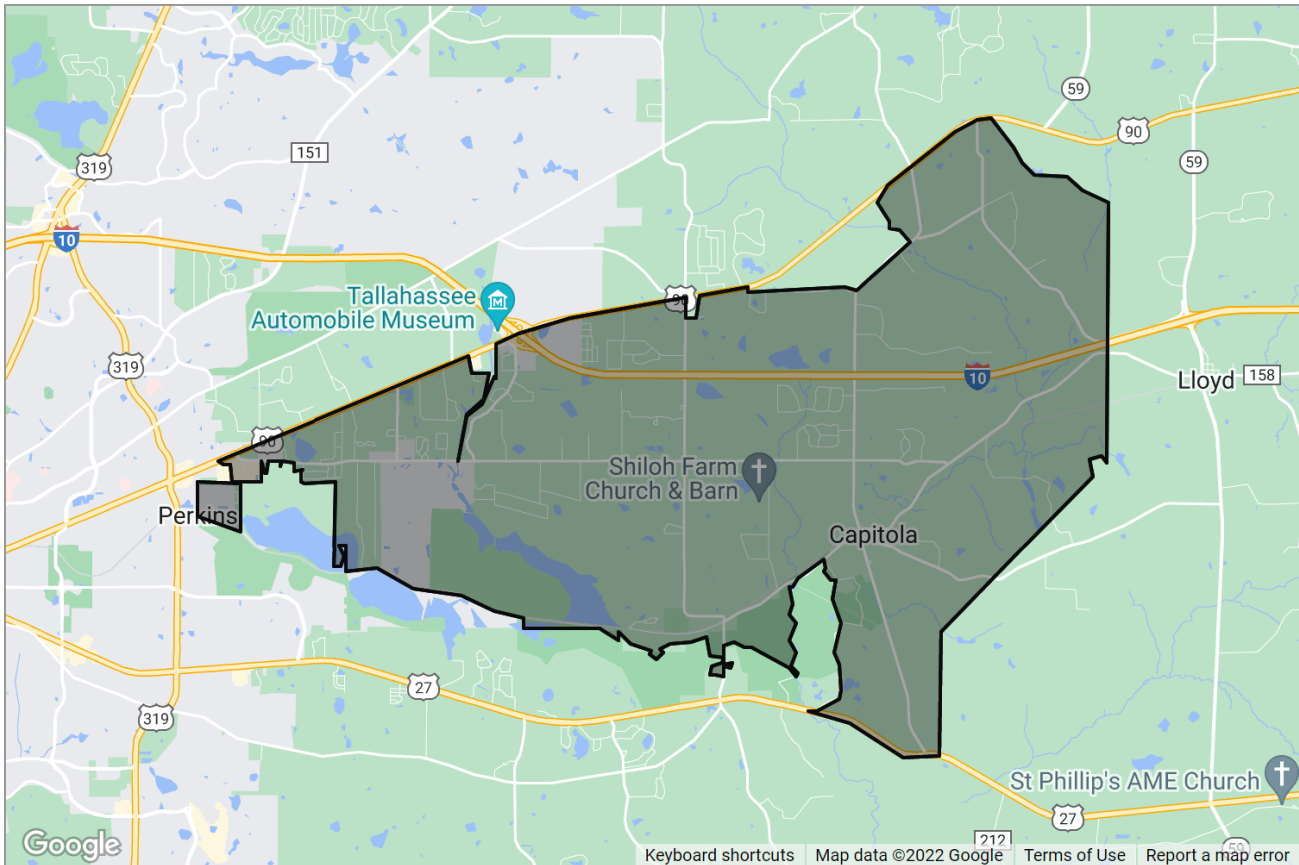 59
90
59
151
319
10
Tallahassee
Automobile Museum
90
319
10
Lloyd
158
90
Shiloh Farm
Church & Barn
Perkins
Capitola
27
319
St Phillip's AME Church
27
212
59
Google
Keyboard shortcuts
Map data ©2022 Google
Terms of Use
Report a map error